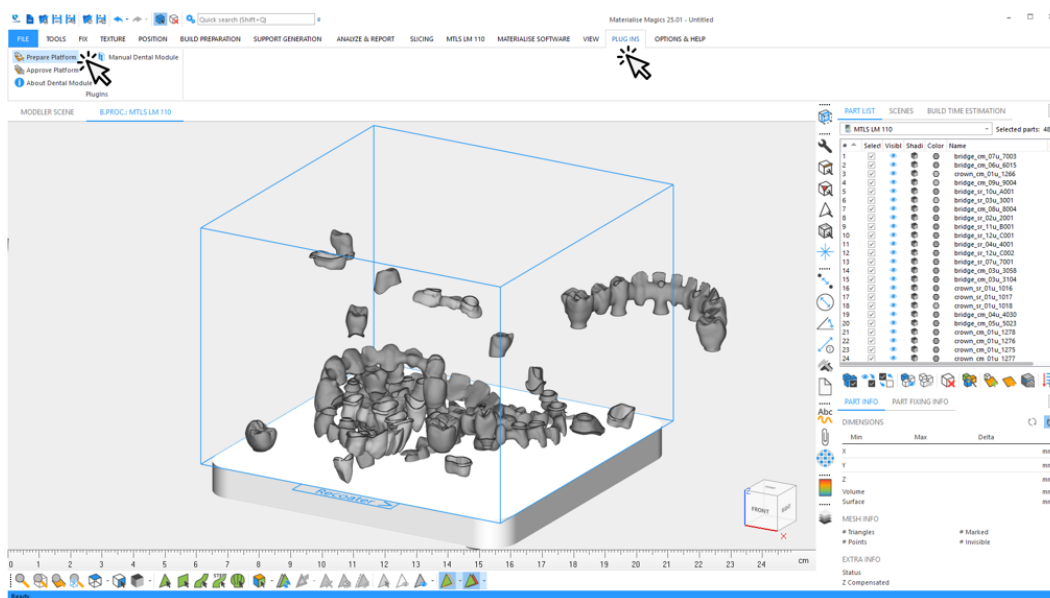 Quick search (Shift+Q)
Materialise Magics 25.01 - Untitled
FILE TOOLS FIX TEXTURE POSITION BUILD PREPARATION SUPPORT GENERATION ANALYZE & REPORT SLICING MTLS LM 110 MATERIALISE SOFTWARE VIEW PLUG INS OPTIONS & HELP
Prepare Platform Manual Dental Module
Approve Platform
About Dental Module
PlugIns
MODELER SCENE B.PROC.: MTLS LM 110
PART LIST SCENES BUILD TIME ESTIMATION
MTLS LM 110 Selected parts: 48
# Select Visibl Shadi Color Name
1 bridge_cm_07u_7003
2 bridge_cm_06u_6015
3 crown_cm_01u_1266
4 bridge_cm_09u_9004
5 bridge_sr_10u_A001
6 bridge_sr_03u_3001
7 bridge_cm_08u_8004
8 bridge_sr_02u_2001
9 bridge_sr_11u_B001
10 bridge_sr_12u_C001
11 bridge_sr_04u_4001
12 bridge_sr_12u_C002
13 bridge_sr_07u_7001
14 bridge_cm_03u_3058
15 bridge_cm_03u_3104
16 crown_sr_01u_1016
17 crown_sr_01u_1017
18 crown_sr_01u_1018
19 bridge_cm_04u_4030
20 bridge_cm_05u_5023
21 crown_cm_01u_1278
22 crown_cm_01u_1276
23 crown_cm_01u_1275
24 crown_cm_01u_1277
PART INFO PART FIXING INFO
DIMENSIONS
Min Max Delta
X mm
Y mm
Z mm
Volume
Surface
MESH INFO
# Triangles # Marked
# Points # Invisible
EXTRA INFO
Status
Z Compensated
Abc
Recoater
FRONT
Z
X
0 1 2 3 4 5 6 7 8 9 10 11 12 13 14 15 16 17 18 19 20 21 22 23 24 cm
STEP
Ready